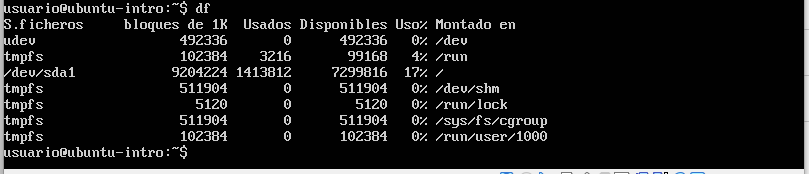 usuario@ubuntu-intro:~$ df
S.ficheros bloques de 1K Usados Disponibles Uso% Montado en
udev 492336 0 492336 0% /dev
tmpfs 102384 3216 99168 4% /run
/dev/sda1 9204224 1413812 7299816 17% /
tmpfs 511904 0 511904 0% /dev/shm
tmpfs 5120 0 5120 0% /run/lock
tmpfs 511904 0 511904 0% /sys/fs/cgroup
tmpfs 102384 0 102384 0% /run/user/1000
usuario@ubuntu-intro:~$